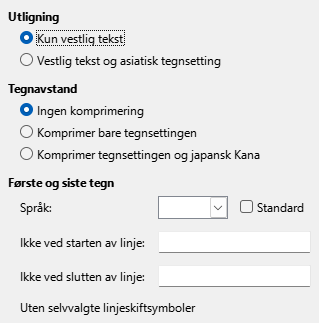 Utligning
Kun vestlig tekst
Vestlig tekst og asiatisk tegnsetting
Tegnavstand
Ingen komprimering
Komprimer bare tegnsettingen
Komprimer tegnsettingen og japansk Kana
Første og siste tegn
Språk:
Standard
Ikke ved starten av linje:
Ikke ved slutten av linje:
Uten selvvalgte linjeskiftsymboler